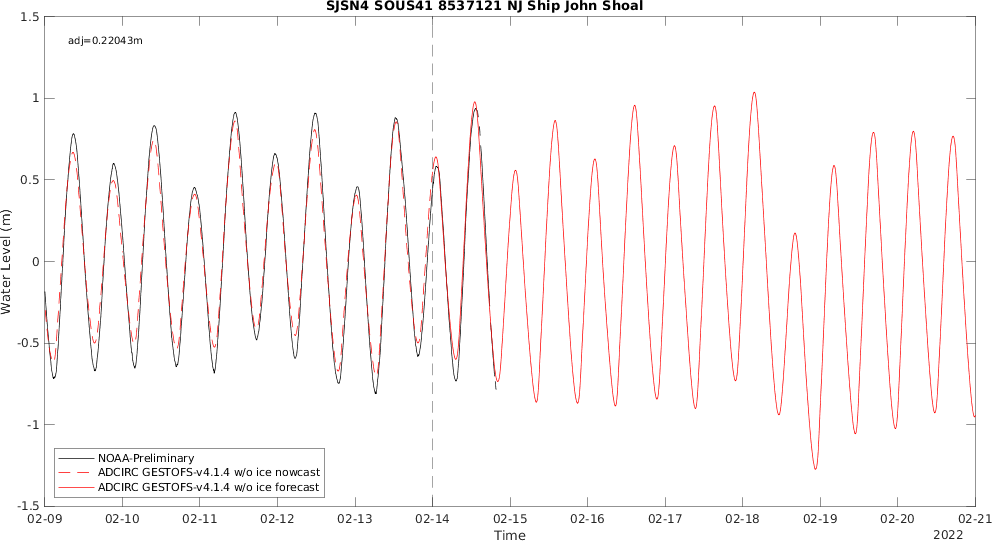 SJSN4 SOUS41 8537121 NJ Ship John Shoal
adj=0.22043m
1.5
1
0.5
0
-0.5
-1
-1.5
Water Level (m)
NOAA-Preliminary
ADCIRC GESTOFS-v4.1.4 w/o ice nowcast
ADCIRC GESTOFS-v4.1.4 w/o ice forecast
02-09 02-10 02-11 02-12 02-13 02-14 02-15 02-16 02-17 02-18 02-19 02-20 02-21
Time
2022